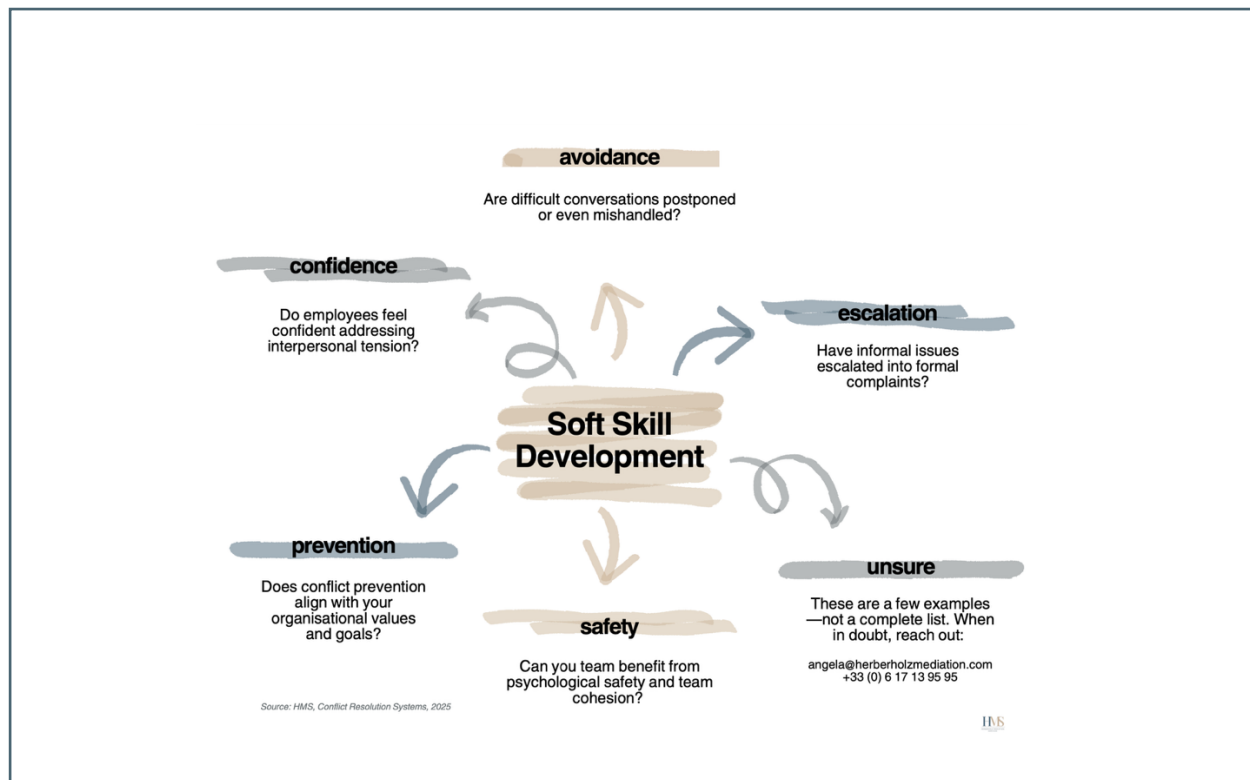 avoidance
Are difficult conversations postponed
or even mishandled?
confidence
Do employees feel
confident addressing
interpersonal tension?
escalation
Have informal issues
escalated into formal
complaints?
Soft Skill
Development
prevention
Does conflict prevention
align with your
organisational values
and goals?
safety
Can you team benefit from
psychological safety and team
cohesion?
unsure
These are a few examples
—not a complete list. When
in doubt, reach out:
angela@herberholzmediation.com
+33 (0) 6 17 13 95 95
Source: HMS, Conflict Resolution Systems, 2025
HMS